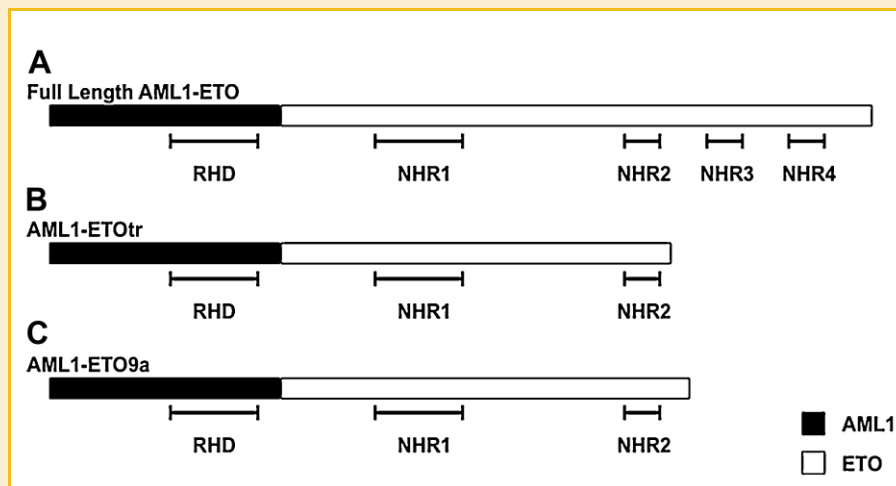 A
Full Length AML1-ETO
RHD NHR1 NHR2 NHR3 NHR4
B
AML1-ETOtr
RHD NHR1 NHR2
C
AML1-ETO9a
RHD NHR1 NHR2
AML1
ETO